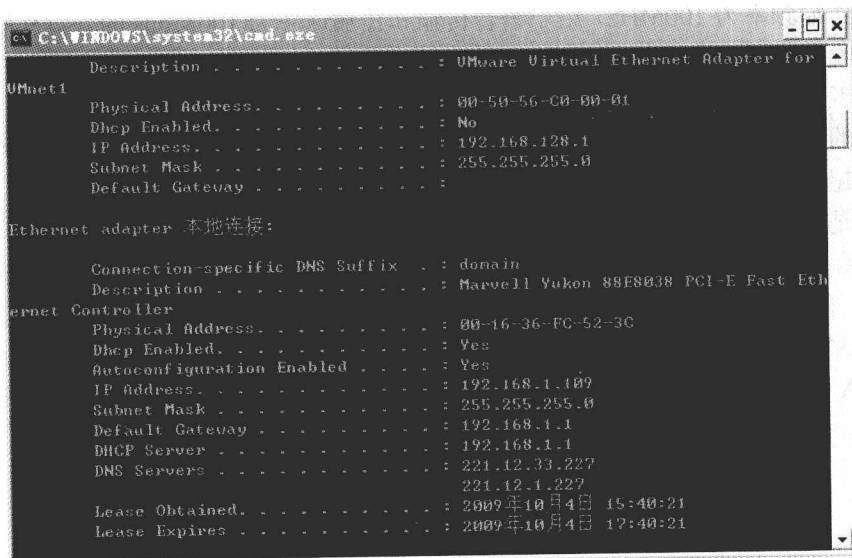 C:\WINDOWS\system32\cmd.exe
Description . . . . . . . . . . . : VMware Virtual Ethernet Adapter for
VMnet1
Physical Address. . . . . . . . . : 00-50-56-C0-00-01
Dhcp Enabled. . . . . . . . . . . : No
IP Address. . . . . . . . . . . . : 192.168.128.1
Subnet Mask . . . . . . . . . . . : 255.255.255.0
Default Gateway . . . . . . . . . :
Ethernet adapter 本地连接:
Connection-specific DNS Suffix  . : domain
Description . . . . . . . . . . . : Marvell Yukon 88E8038 PCI-E Fast Eth
ernet Controller
Physical Address. . . . . . . . . : 00-16-36-FC-52-3C
Dhcp Enabled. . . . . . . . . . . : Yes
Autoconfiguration Enabled . . . . : Yes
IP Address. . . . . . . . . . . . : 192.168.1.109
Subnet Mask . . . . . . . . . . . : 255.255.255.0
Default Gateway . . . . . . . . . : 192.168.1.1
DHCP Server . . . . . . . . . . . : 192.168.1.1
DNS Servers . . . . . . . . . . . : 221.12.33.227
221.12.1.227
Lease Obtained. . . . . . . . . . : 2009年10月4日 15:40:21
Lease Expires . . . . . . . . . . : 2009年10月4日 17:40:21